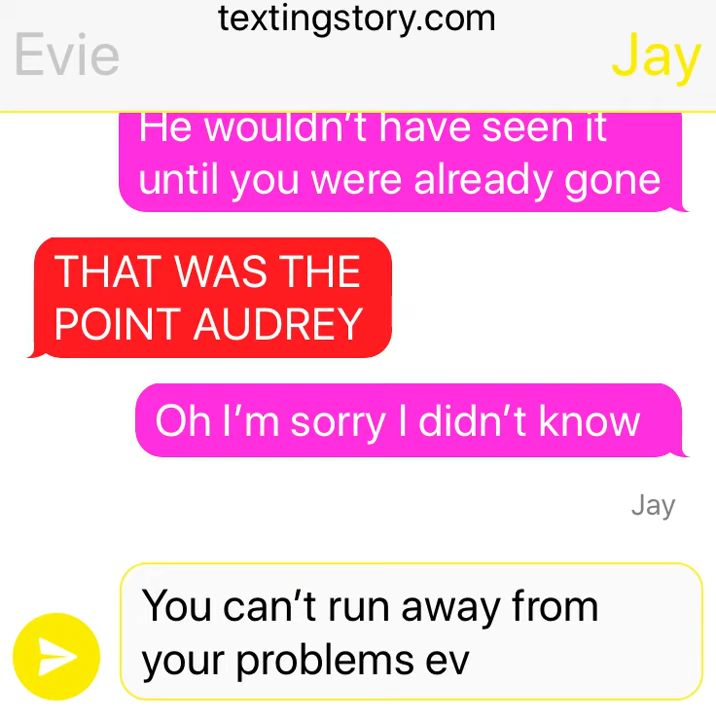 textingstory.com
Evie
Jay
He wouldn't have seen it
until you were already gone
THAT WAS THE
POINT AUDREY
Oh I'm sorry I didn't know
Jay
You can't run away from
your problems ev